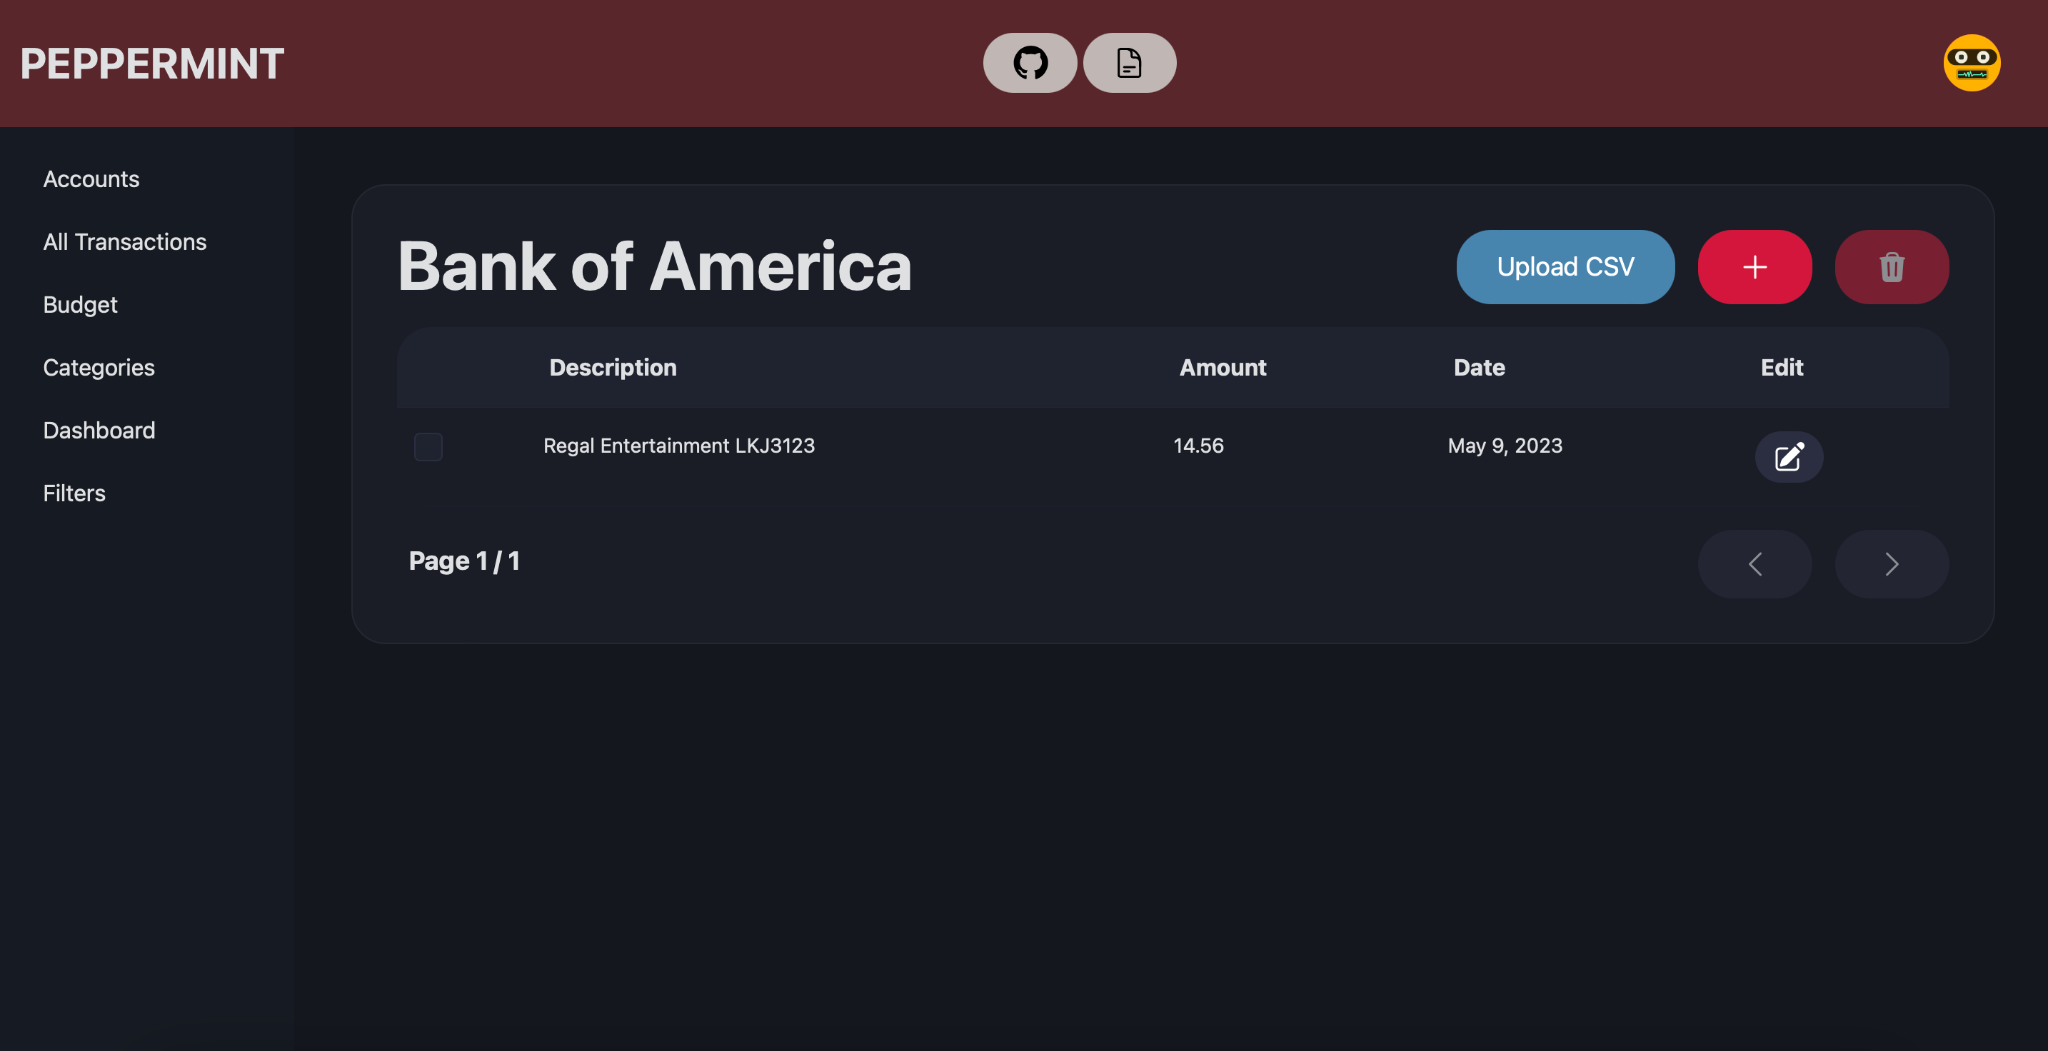 PEPPERMINT
Accounts
All Transactions
Budget
Categories
Dashboard
Filters
Bank of America
Upload CSV
Description Amount Date Edit
Regal Entertainment LKJ3123 14.56 May 9, 2023
Page 1 / 1